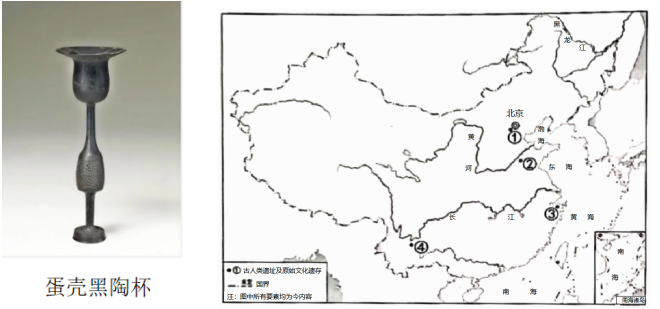 蛋壳黑陶杯
黑
龙
江
北京
①
渤
海
黄
河
②
东 海
长 江
③
黄 海
④
南
海
南海诸岛
南 海
①古人类遗址及原始文化遗存
国界
注：图中所有要素均为今内容